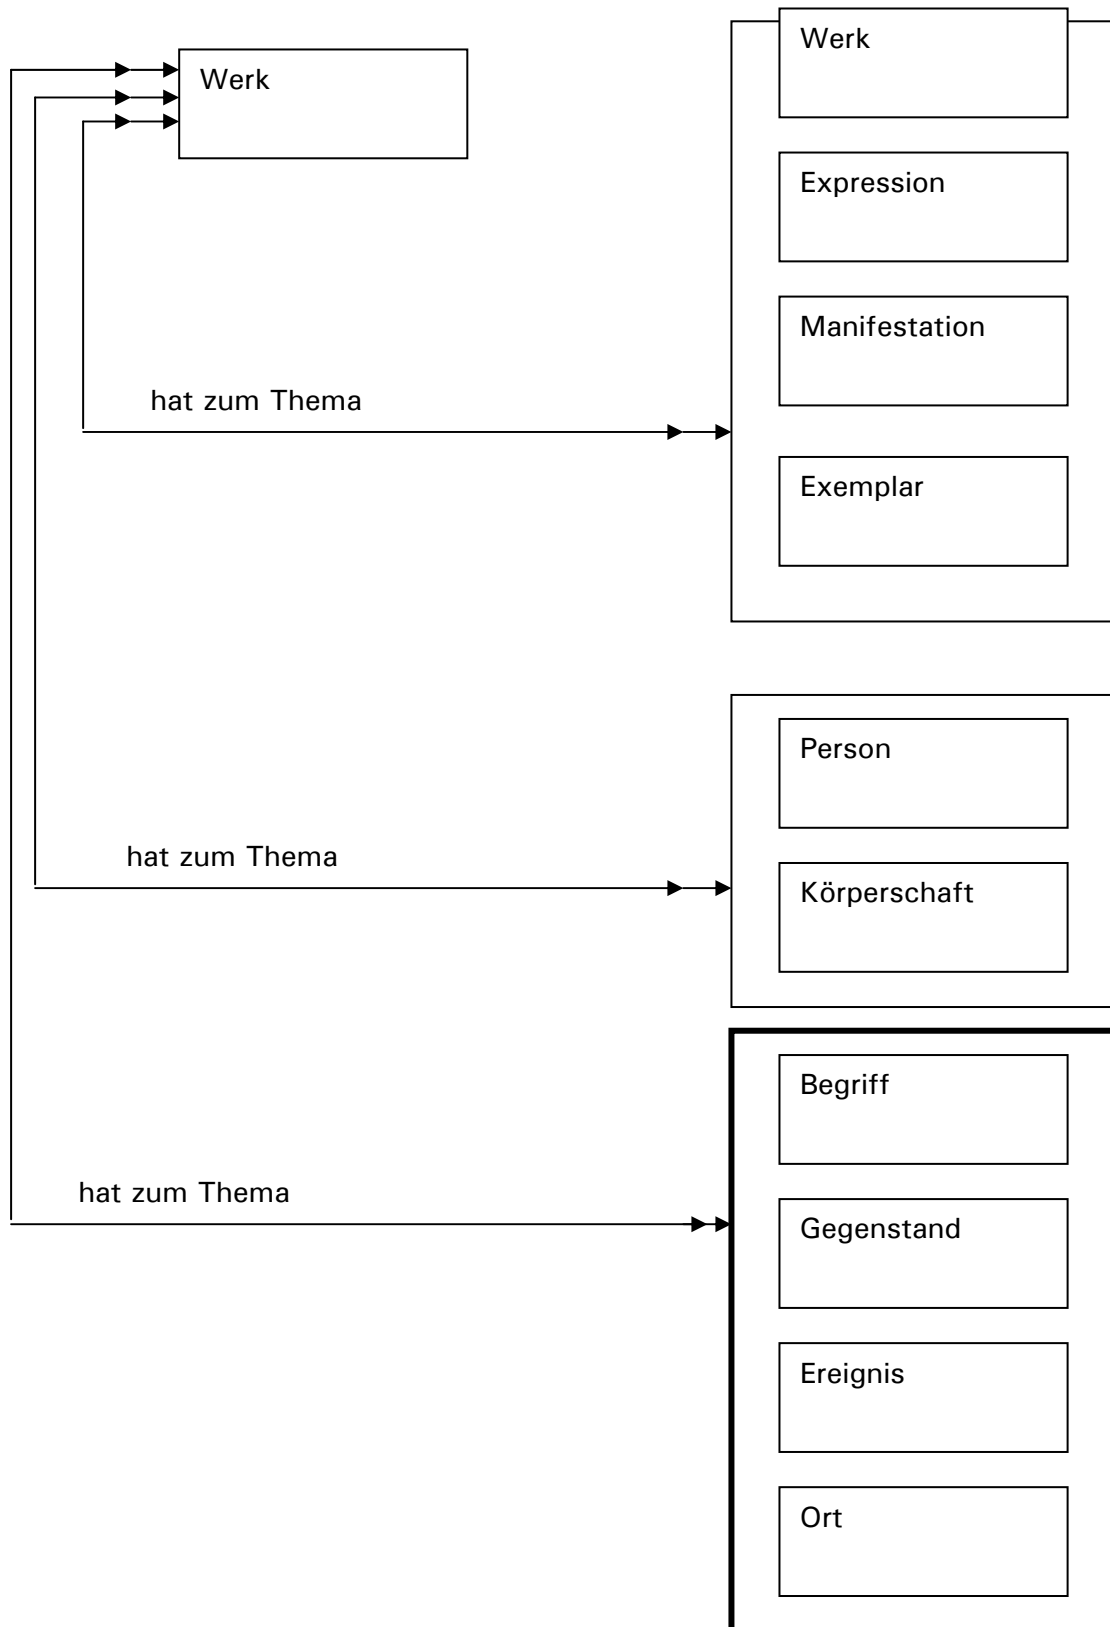 Werk
Werk
Expression
Manifestation
hat zum Thema
Exemplar
Person
hat zum Thema
Körperschaft
Begriff
hat zum Thema
Gegenstand
Ereignis
Ort